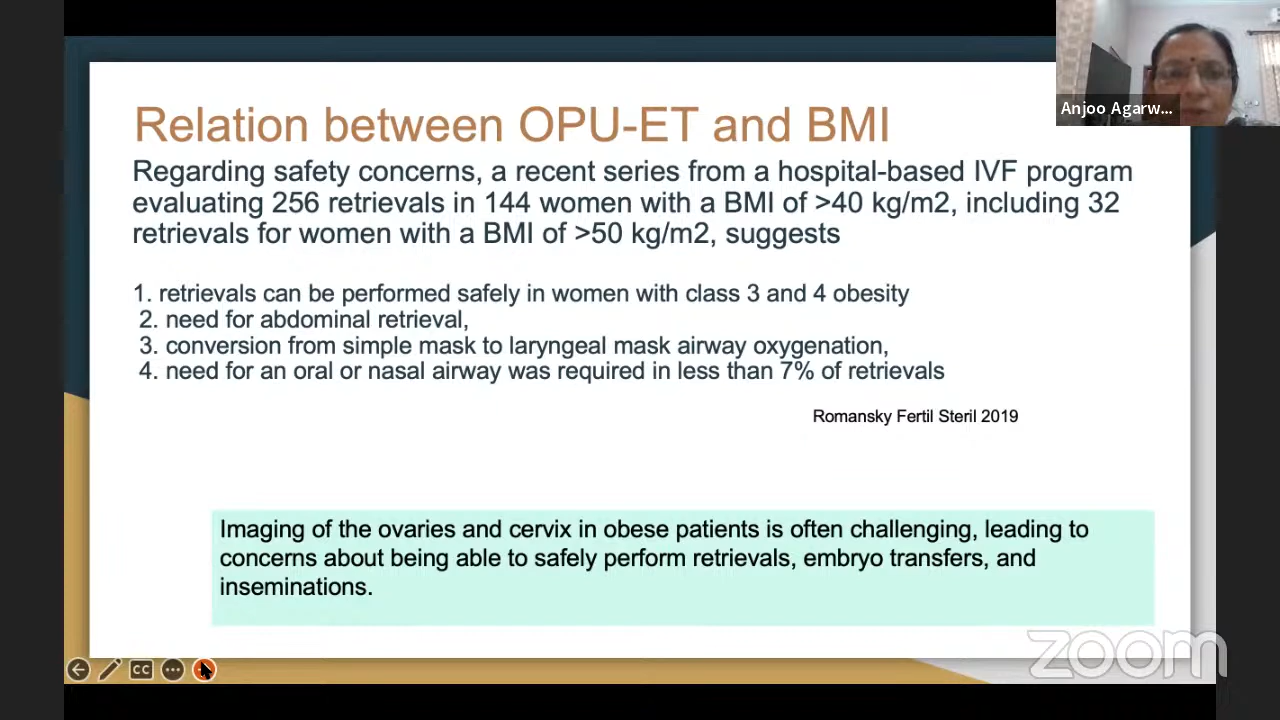 Relation between OPU-ET and BMI
Regarding safety concerns, a recent series from a hospital-based IVF program
evaluating 256 retrievals in 144 women with a BMI of >40 kg/m2, including 32
retrievals for women with a BMI of >50 kg/m2, suggests
1. retrievals can be performed safely in women with class 3 and 4 obesity
2. need for abdominal retrieval,
3. conversion from simple mask to laryngeal mask airway oxygenation,
4. need for an oral or nasal airway was required in less than 7% of retrievals
Romansky Fertil Steril 2019
Imaging of the ovaries and cervix in obese patients is often challenging, leading to
concerns about being able to safely perform retrievals, embryo transfers, and
inseminations.
Anjoo Agarw...
CC
zoom